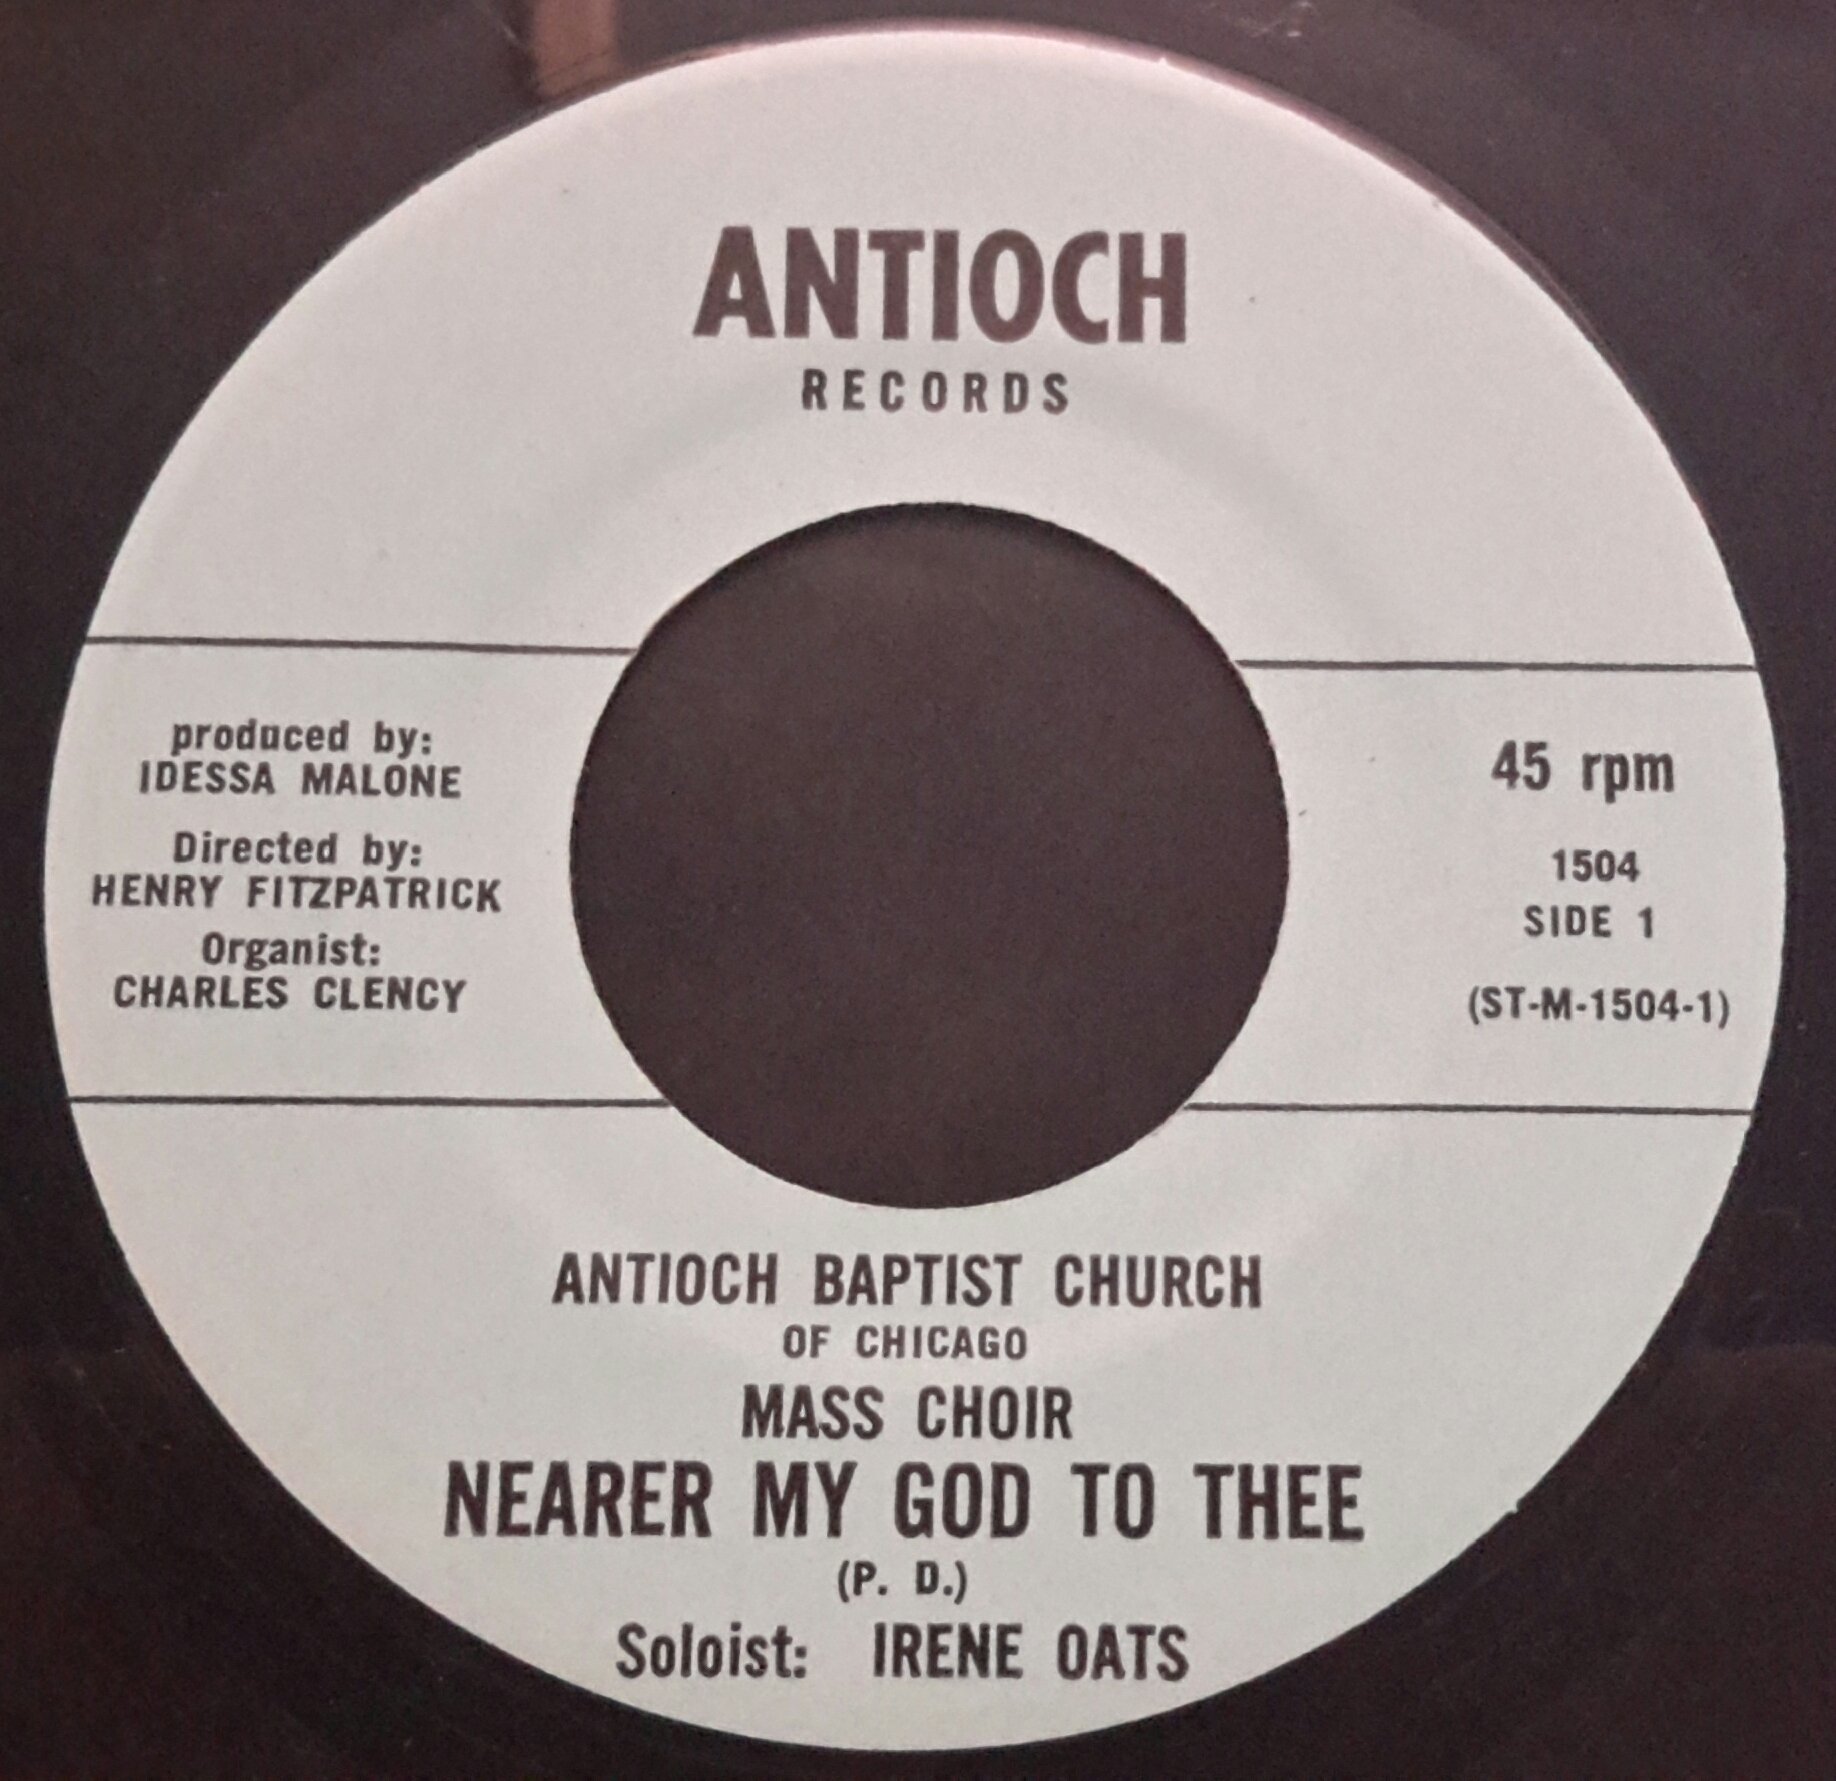 ANTIOCH
RECORDS
produced by:
IDESSA MALONE
Directed by:
HENRY FITZPATRICK
Organist:
CHARLES CLENCY
45 rpm
1504
SIDE 1
(ST-M-1504-1)
ANTIOCH BAPTIST CHURCH
OF CHICAGO
MASS CHOIR
NEARER MY GOD TO THEE
(P. D.)
Soloist: IRENE OATS